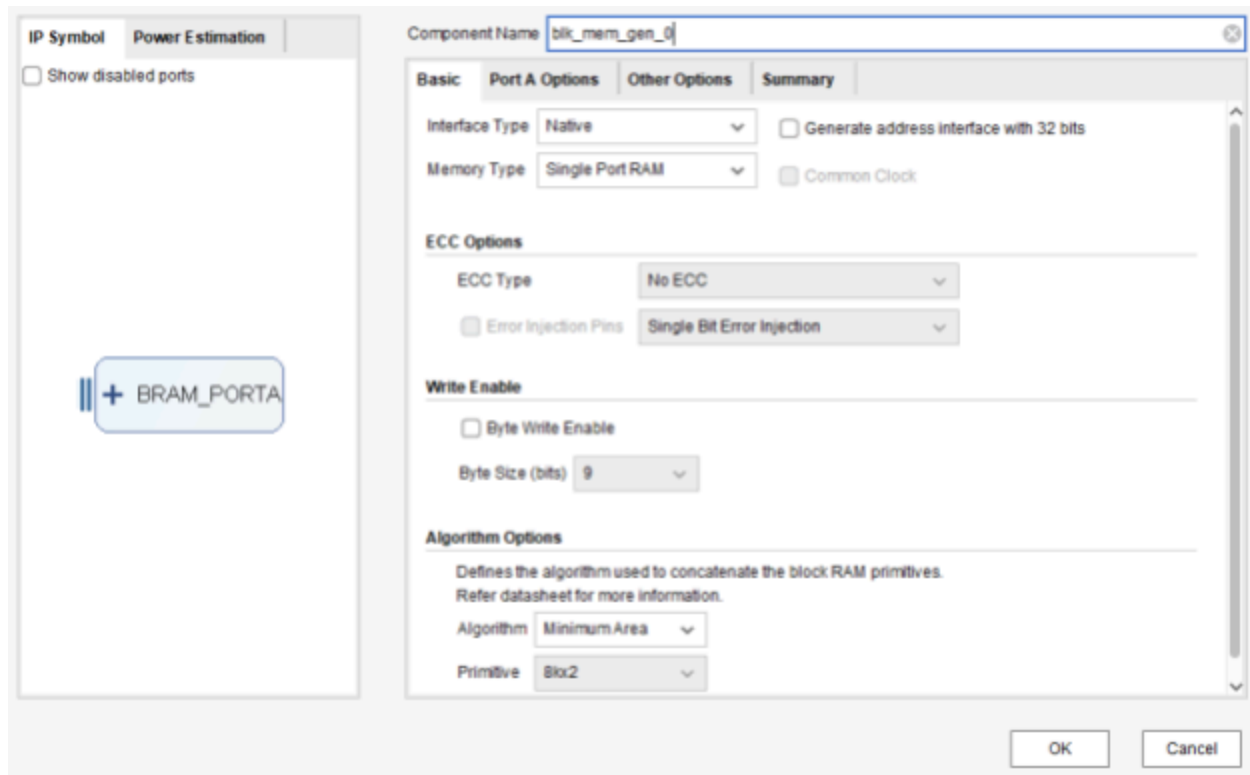 IP Symbol Power Estimation
Show disabled ports
BRAM_PORTA
Component Name blk_mem_gen_0
Basic Port A Options Other Options Summary
Interface Type Native Generate address interface with 32 bits
Memory Type Single Port RAM Common Clock
ECC Options
ECC Type No ECC
Error Injection Pins Single Bit Error Injection
Write Enable
Byte Write Enable
Byte Size (bits) 9
Algorithm Options
Defines the algorithm used to concatenate the block RAM primitives.
Refer datasheet for more information.
Algorithm Minimum Area
Primitive 8kx2
OK Cancel